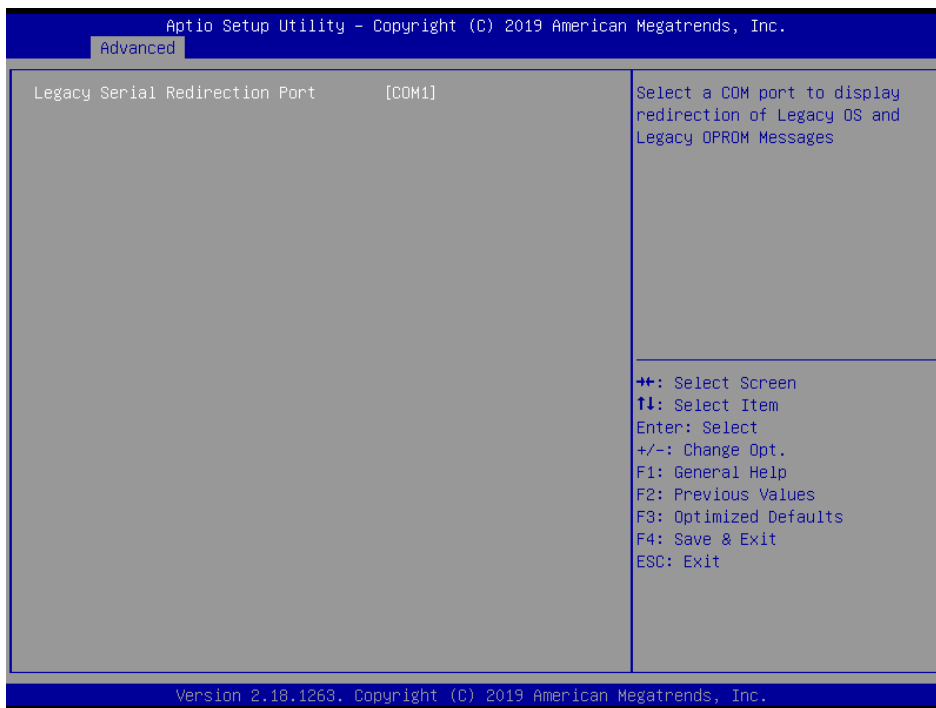 Aptio Setup Utility – Copyright (C) 2019 American Megatrends, Inc.
Advanced
Legacy Serial Redirection Port [COM1]
Select a COM port to display
redirection of Legacy OS and
Legacy OPROM Messages
→←: Select Screen
↑↓: Select Item
Enter: Select
+/-: Change Opt.
F1: General Help
F2: Previous Values
F3: Optimized Defaults
F4: Save & Exit
ESC: Exit
Version 2.18.1263. Copyright (C) 2019 American Megatrends, Inc.